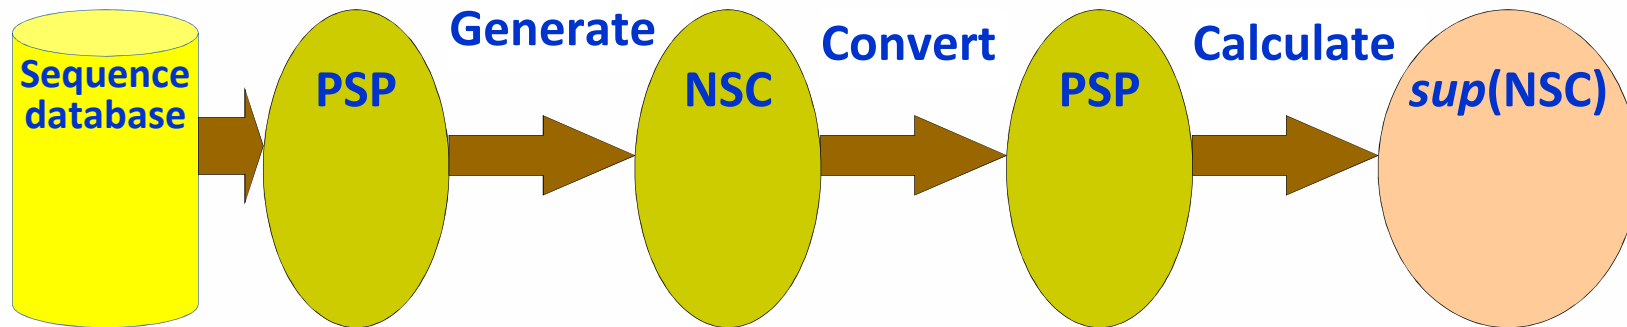 Sequence
database
PSP
Generate
NSC
Convert
PSP
Calculate
sup(NSC)